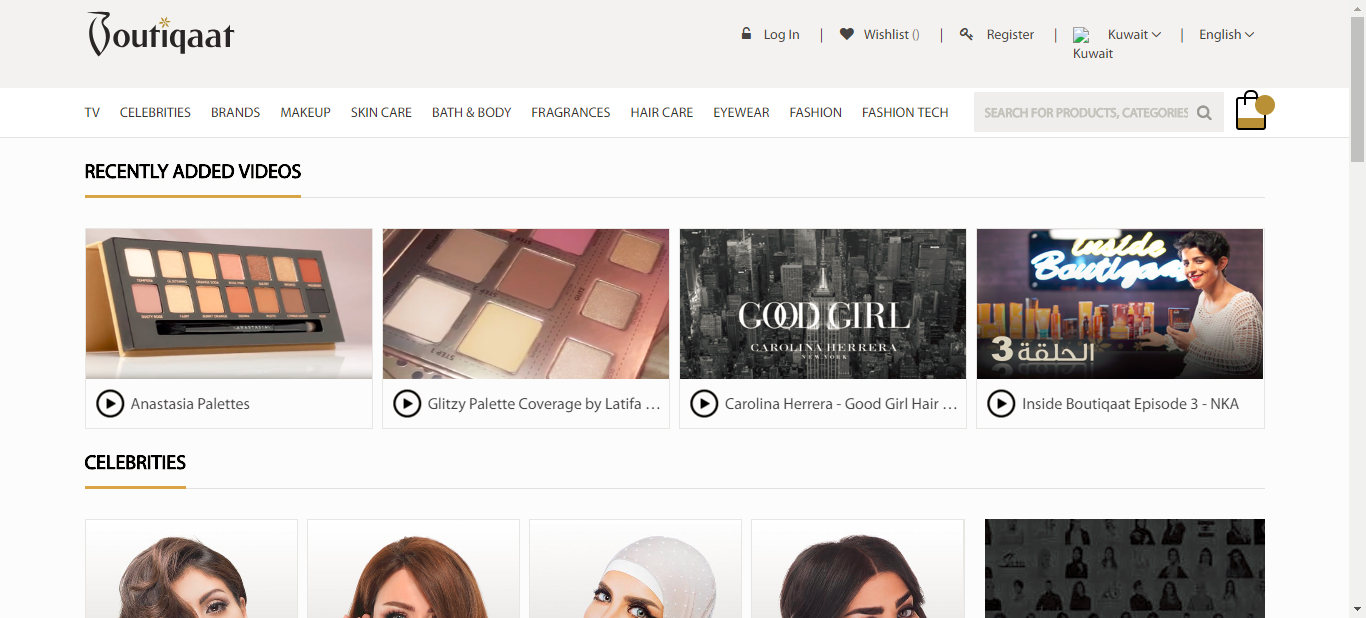 Boutiqaat
Log In | Wishlist () | Register | Kuwait | English
Kuwait
TV CELEBRITIES BRANDS MAKEUP SKIN CARE BATH & BODY FRAGRANCES HAIR CARE EYEWEAR FASHION FASHION TECH SEARCH FOR PRODUCTS, CATEGORIES
RECENTLY ADDED VIDEOS
ANASTASIA
STEP 1
GOOD GIRL
CAROLINA HERRERA
NEW YORK
Inside
Boutiqaat
الحلقة 3
Anastasia Palettes
Glitzy Palette Coverage by Latifa ...
Carolina Herrera - Good Girl Hair ...
Inside Boutiqaat Episode 3 - NKA
CELEBRITIES